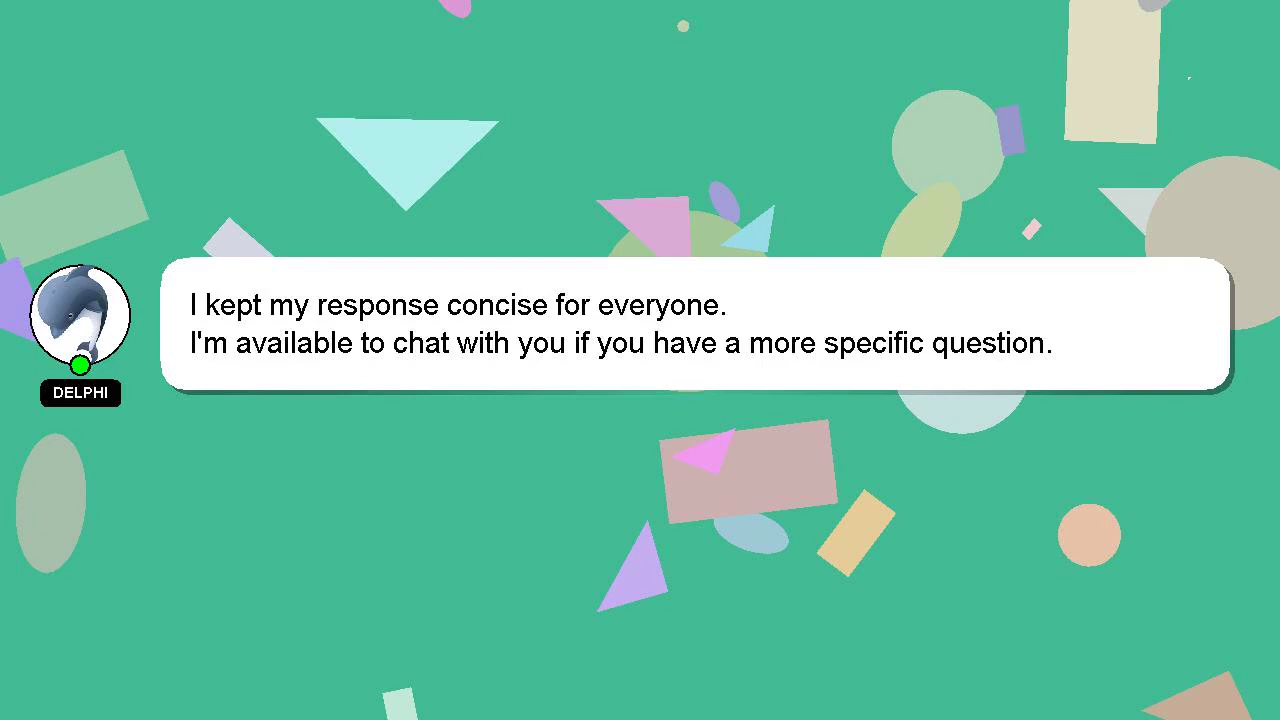 I kept my response concise for everyone.
I'm available to chat with you if you have a more specific question.
DELPHI